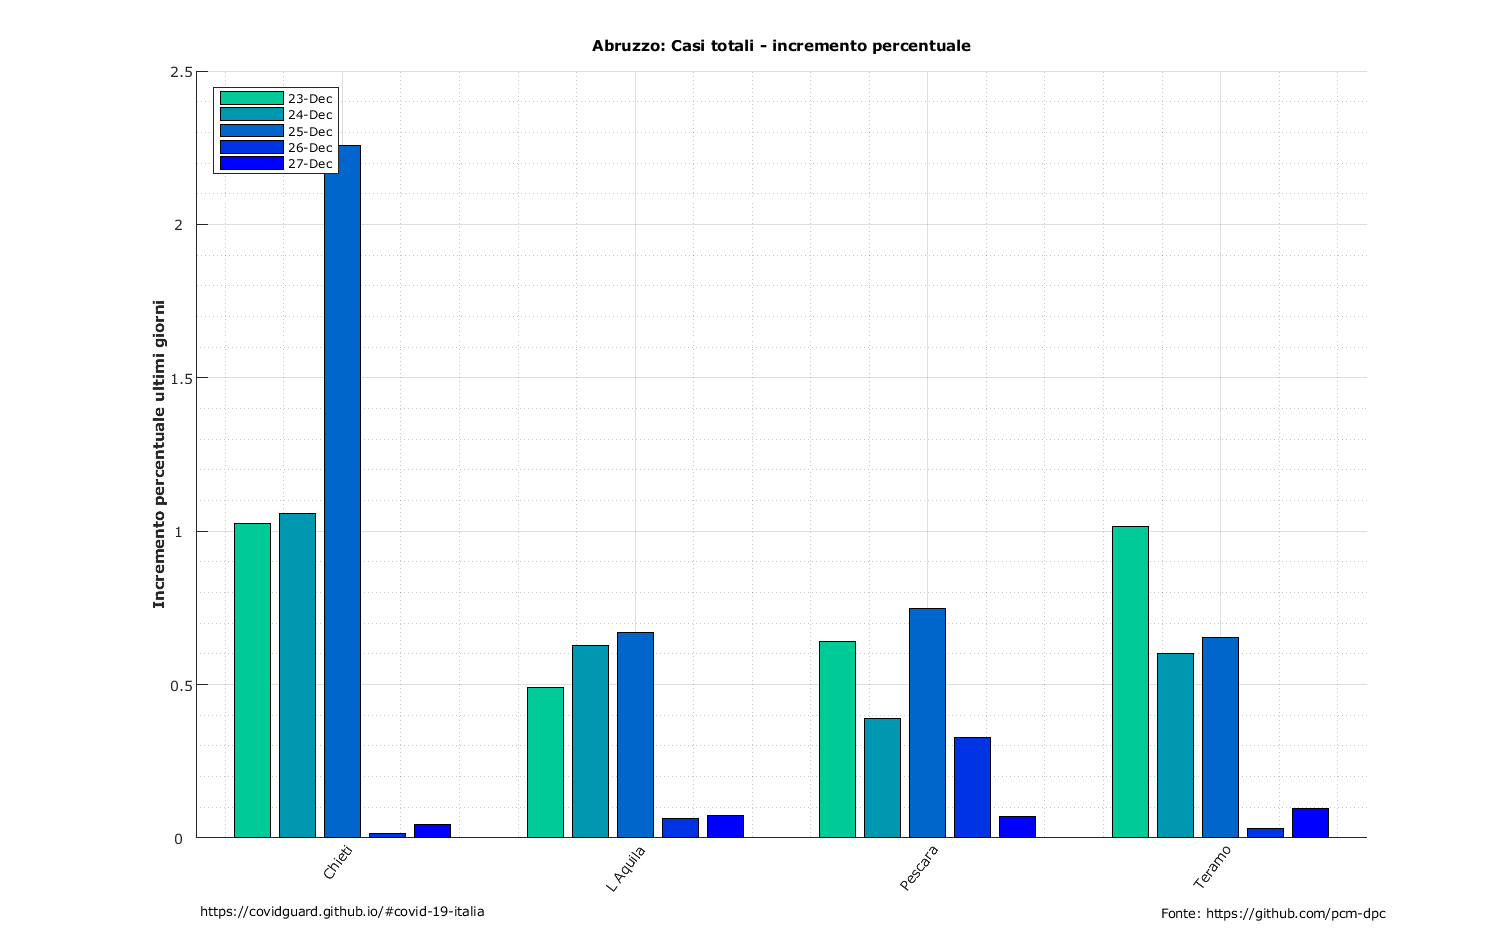 Abruzzo: Casi totali - incremento percentuale
2.5
2
1.5
1
0.5
0
Incremento percentuale ultimi giorni
23-Dec
24-Dec
25-Dec
26-Dec
27-Dec
Chieti
L Aquila
Pescara
Teramo
https://covidguard.github.io/#covid-19-italia
Fonte: https://github.com/pcm-dpc